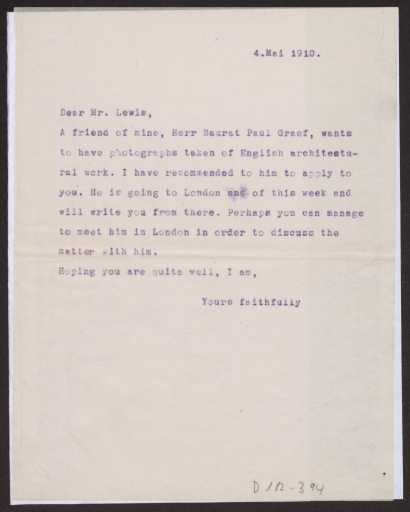 4.Mai 1910.
Dear Mr. Lewis,
A friend of mine, Herr Baurat Paul Graef, wants
to have photographs taken of English architectu-
ral work. I have recommended to him to apply to
you. He is going to London end of this week and
will write you from there. Perhaps you can manage
to meet him in London in order to discuss the
matter with him.
Hoping you are quite well, I am,
Yours faithfully